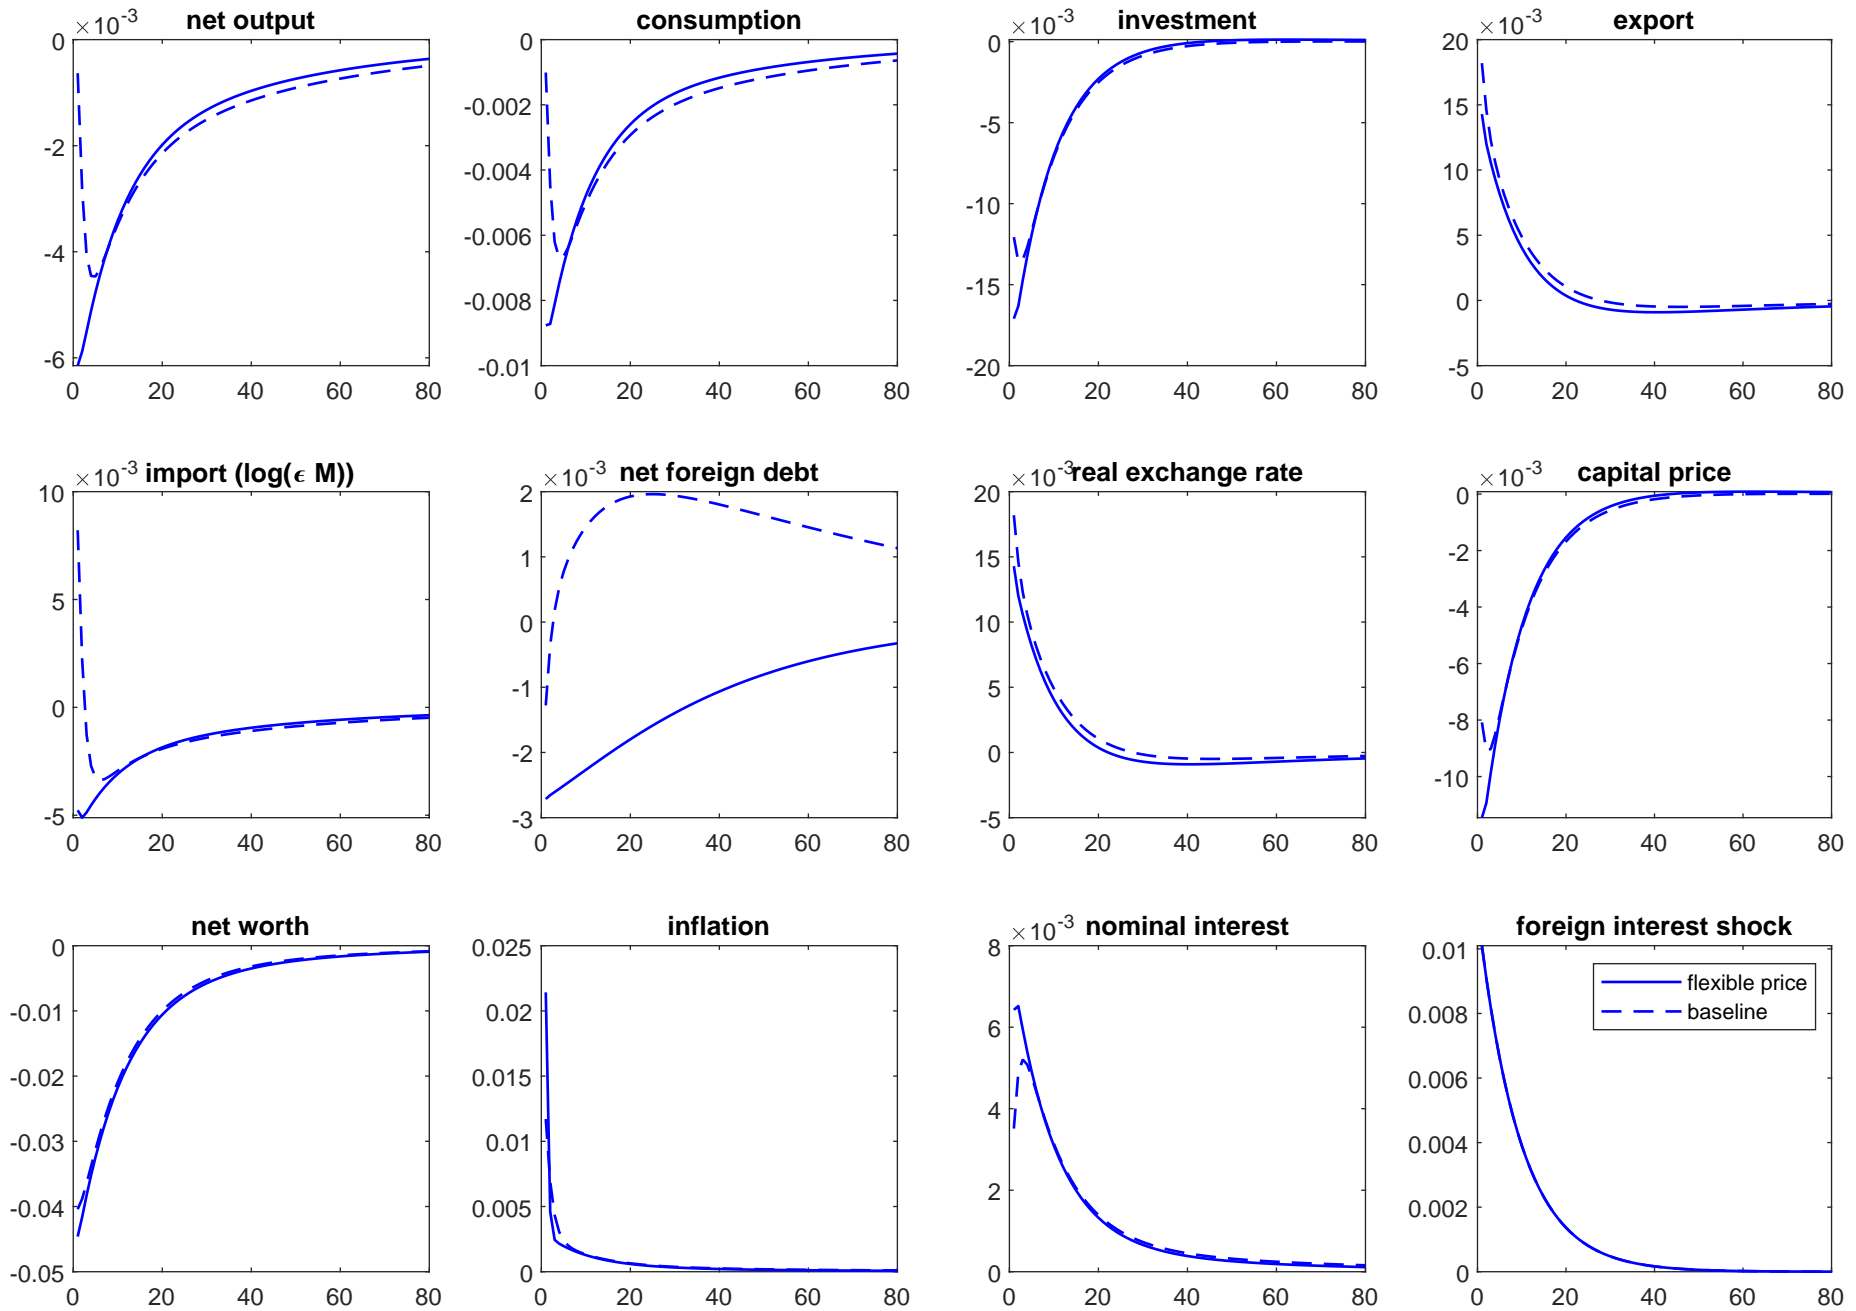 ×10⁻³ net output
consumption
×10⁻³ investment
×10⁻³ export
0
-2
-4
-6
0 20 40 60 80
0
-0.002
-0.004
-0.006
-0.008
-0.01
0 20 40 60 80
0
-5
-10
-15
-20
0 20 40 60 80
20
15
10
5
0
-5
0 20 40 60 80
×10⁻³ import (log(ϵ M))
×10⁻³ net foreign debt
×10⁻³ real exchange rate
×10⁻³ capital price
10
5
0
-5
0 20 40 60 80
2
1
0
-1
-2
-3
0 20 40 60 80
20
15
10
5
0
-5
0 20 40 60 80
0
-2
-4
-6
-8
-10
0 20 40 60 80
net worth
inflation
×10⁻³ nominal interest
foreign interest shock
0
-0.01
-0.02
-0.03
-0.04
-0.05
0 20 40 60 80
0.025
0.02
0.015
0.01
0.005
0
0 20 40 60 80
8
6
4
2
0
0 20 40 60 80
0.01
0.008
0.006
0.004
0.002
0
flexible price
baseline
0 20 40 60 80